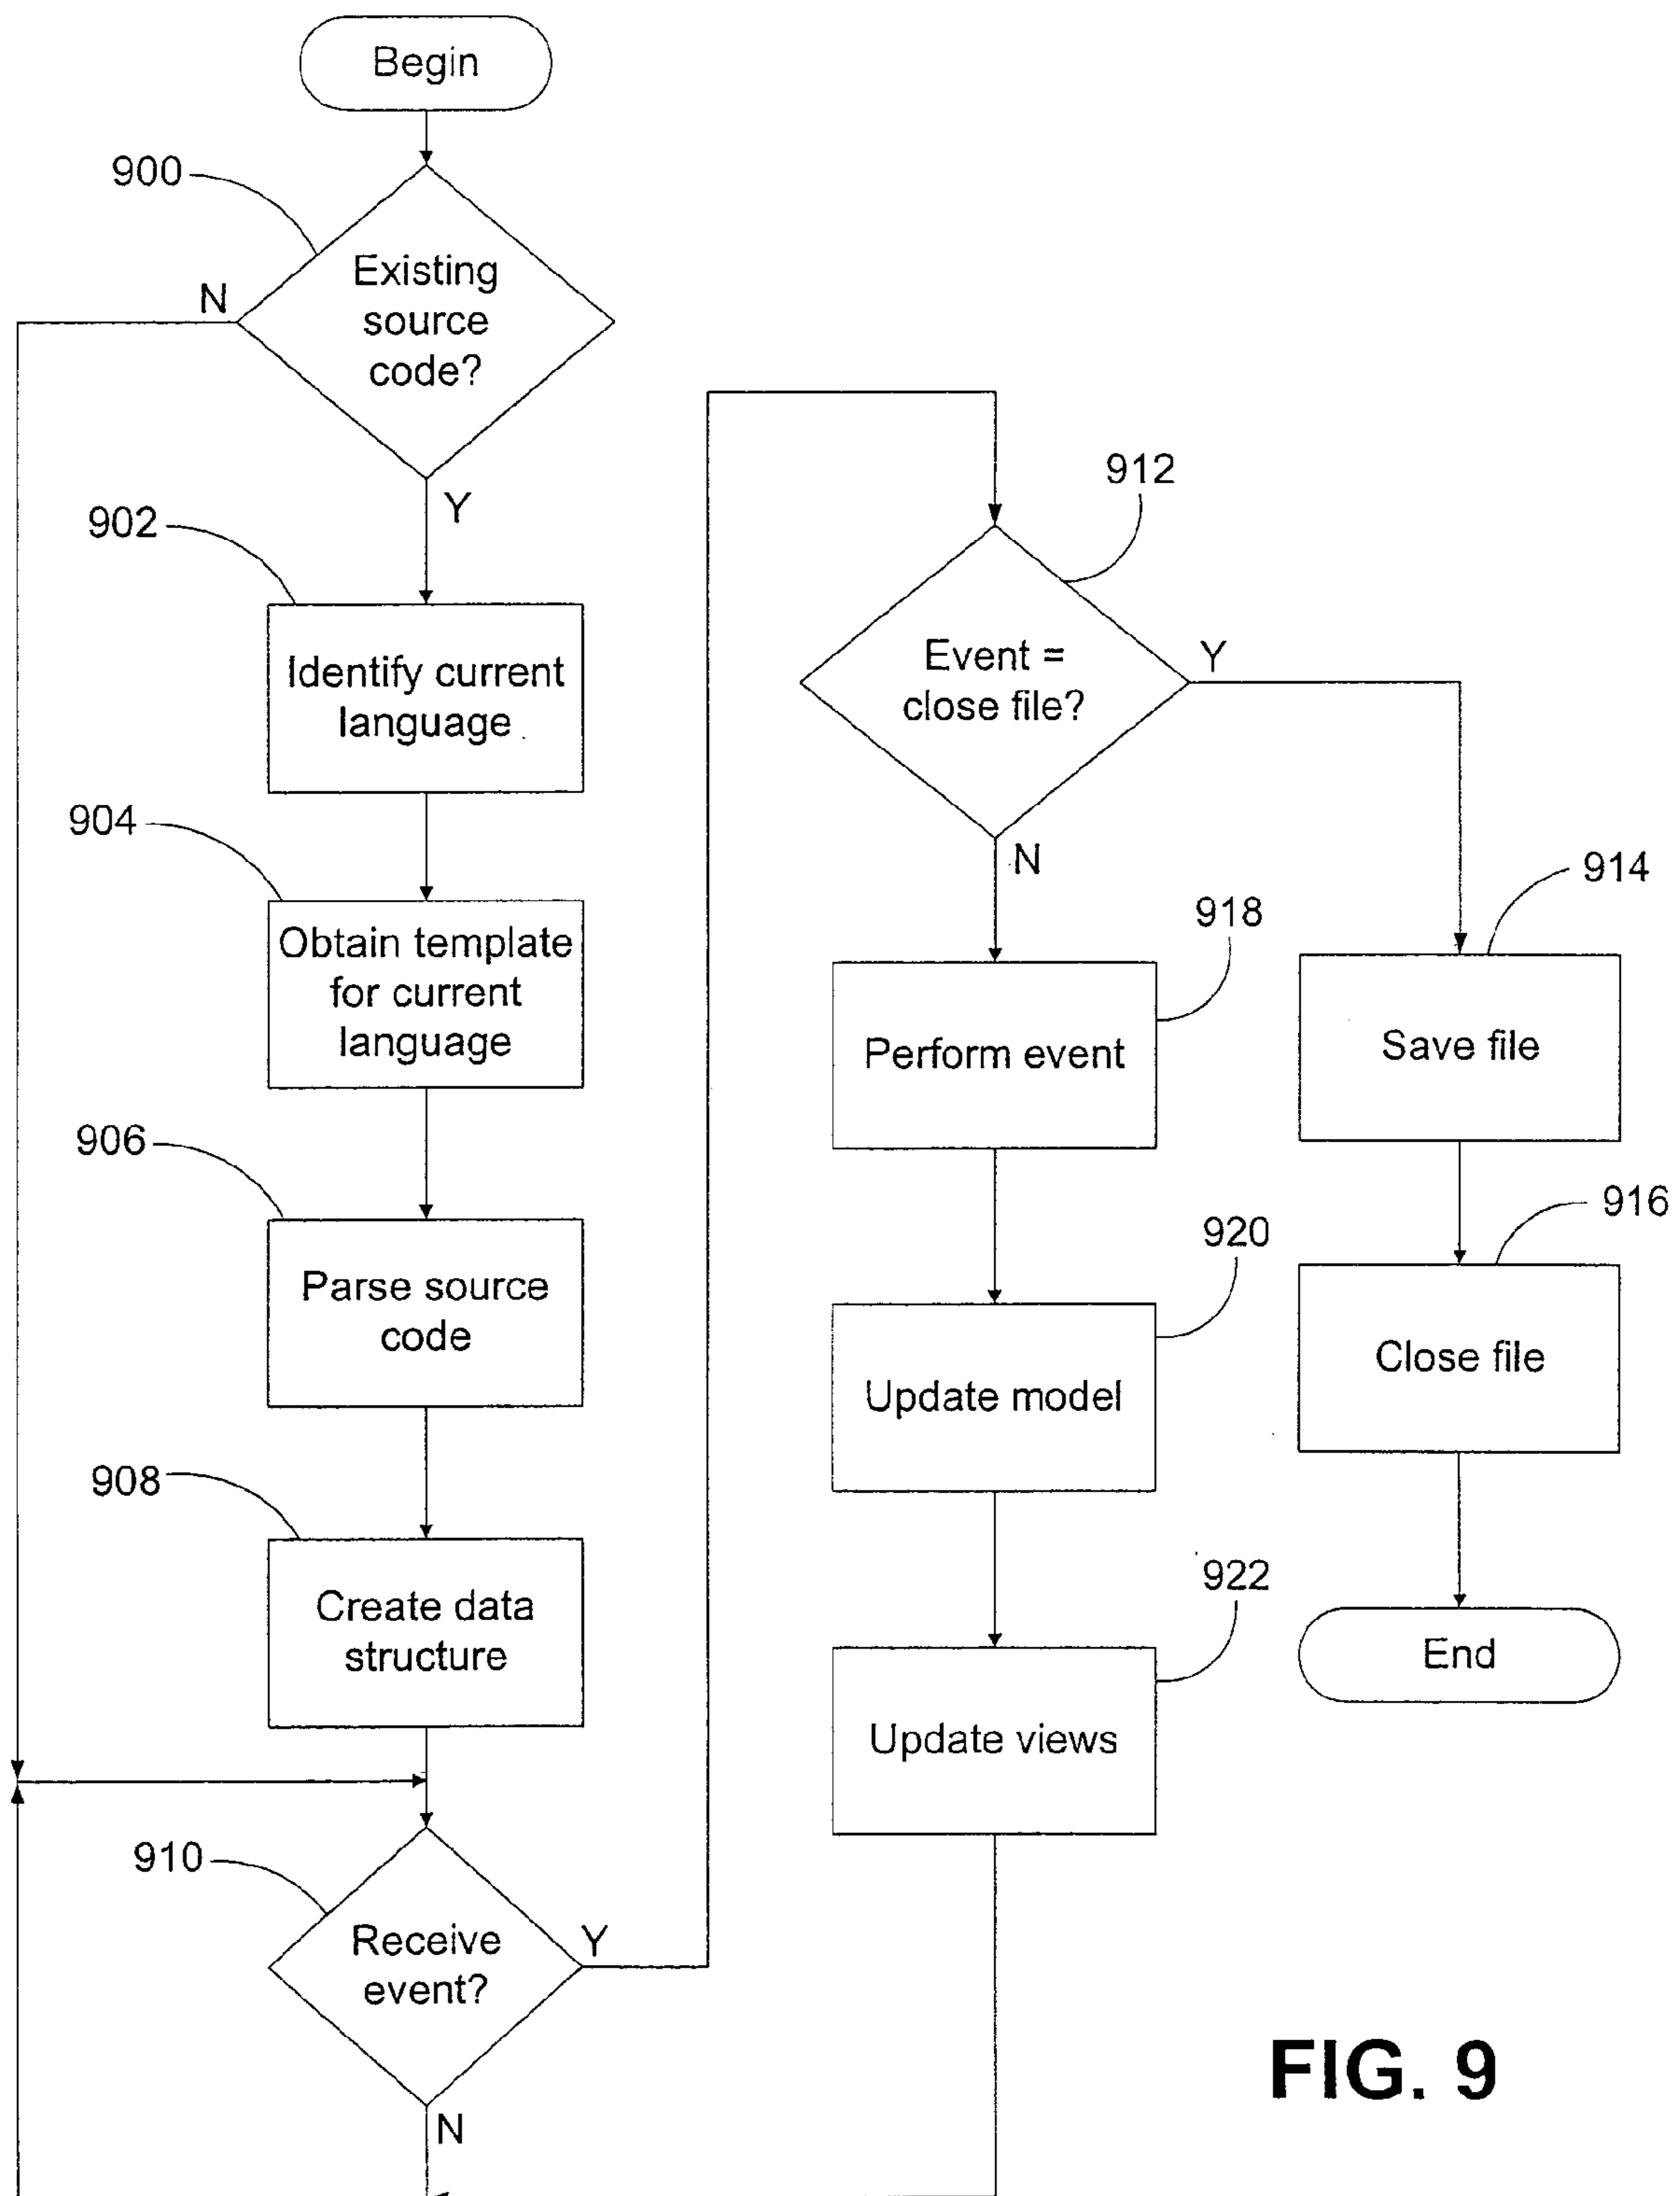 Begin
900
Existing
source
code?
N
Y
902
Identify current
language
904
Obtain template
for current
language
906
Parse source
code
908
Create data
structure
910
Receive
event?
Y
N
912
Event =
close file?
Y
N
914
Save file
916
Close file
End
918
Perform event
920
Update model
922
Update views
FIG. 9